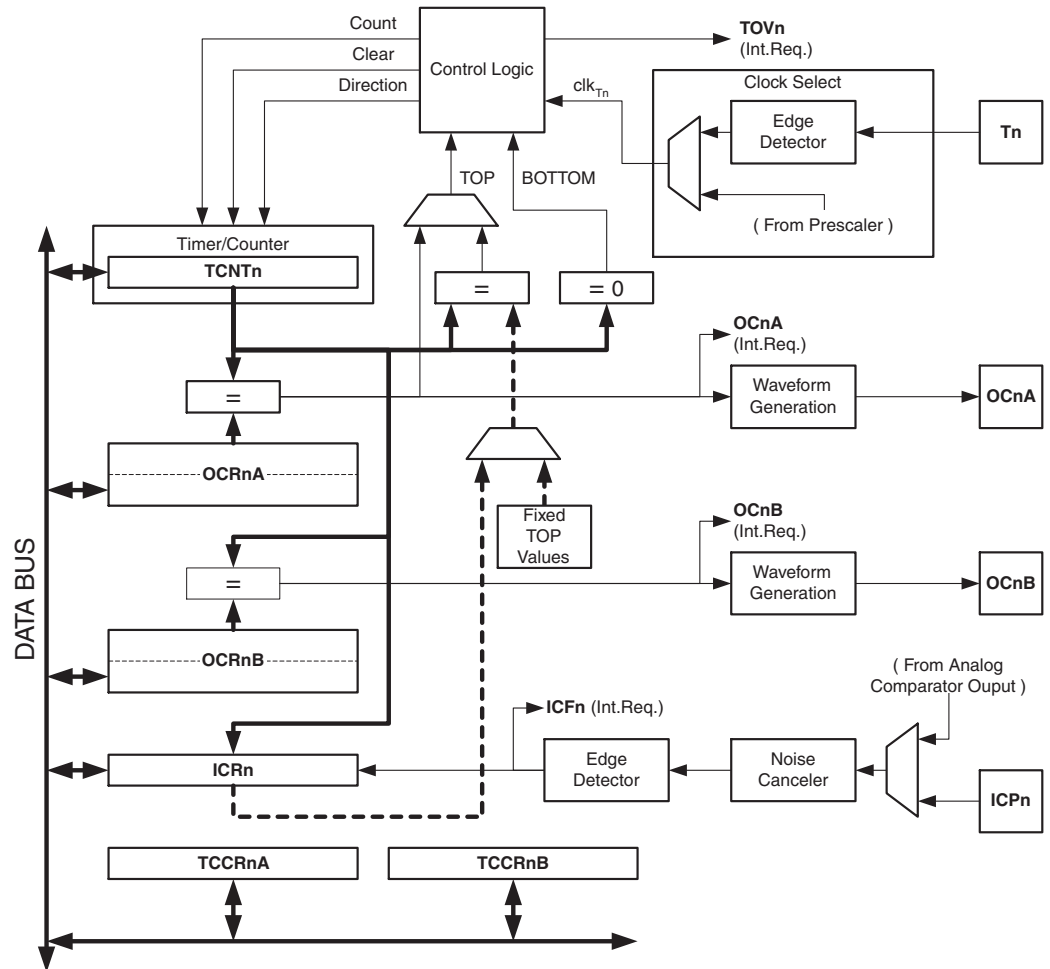 Count
Clear
Direction
Control Logic
TOVn
(Int.Req.)
clkTn
Clock Select
Edge
Detector
Tn
( From Prescaler )
TOP
BOTTOM
Timer/Counter
TCNTn
=
= 0
OCnA
(Int.Req.)
=
Waveform
Generation
OCnA
OCRnA
Fixed
TOP
Values
OCnB
(Int.Req.)
=
Waveform
Generation
OCnB
OCRnB
DATA BUS
( From Analog
Comparator Ouput )
ICFn (Int.Req.)
ICRn
Edge
Detector
Noise
Canceler
ICPn
TCCRnA
TCCRnB